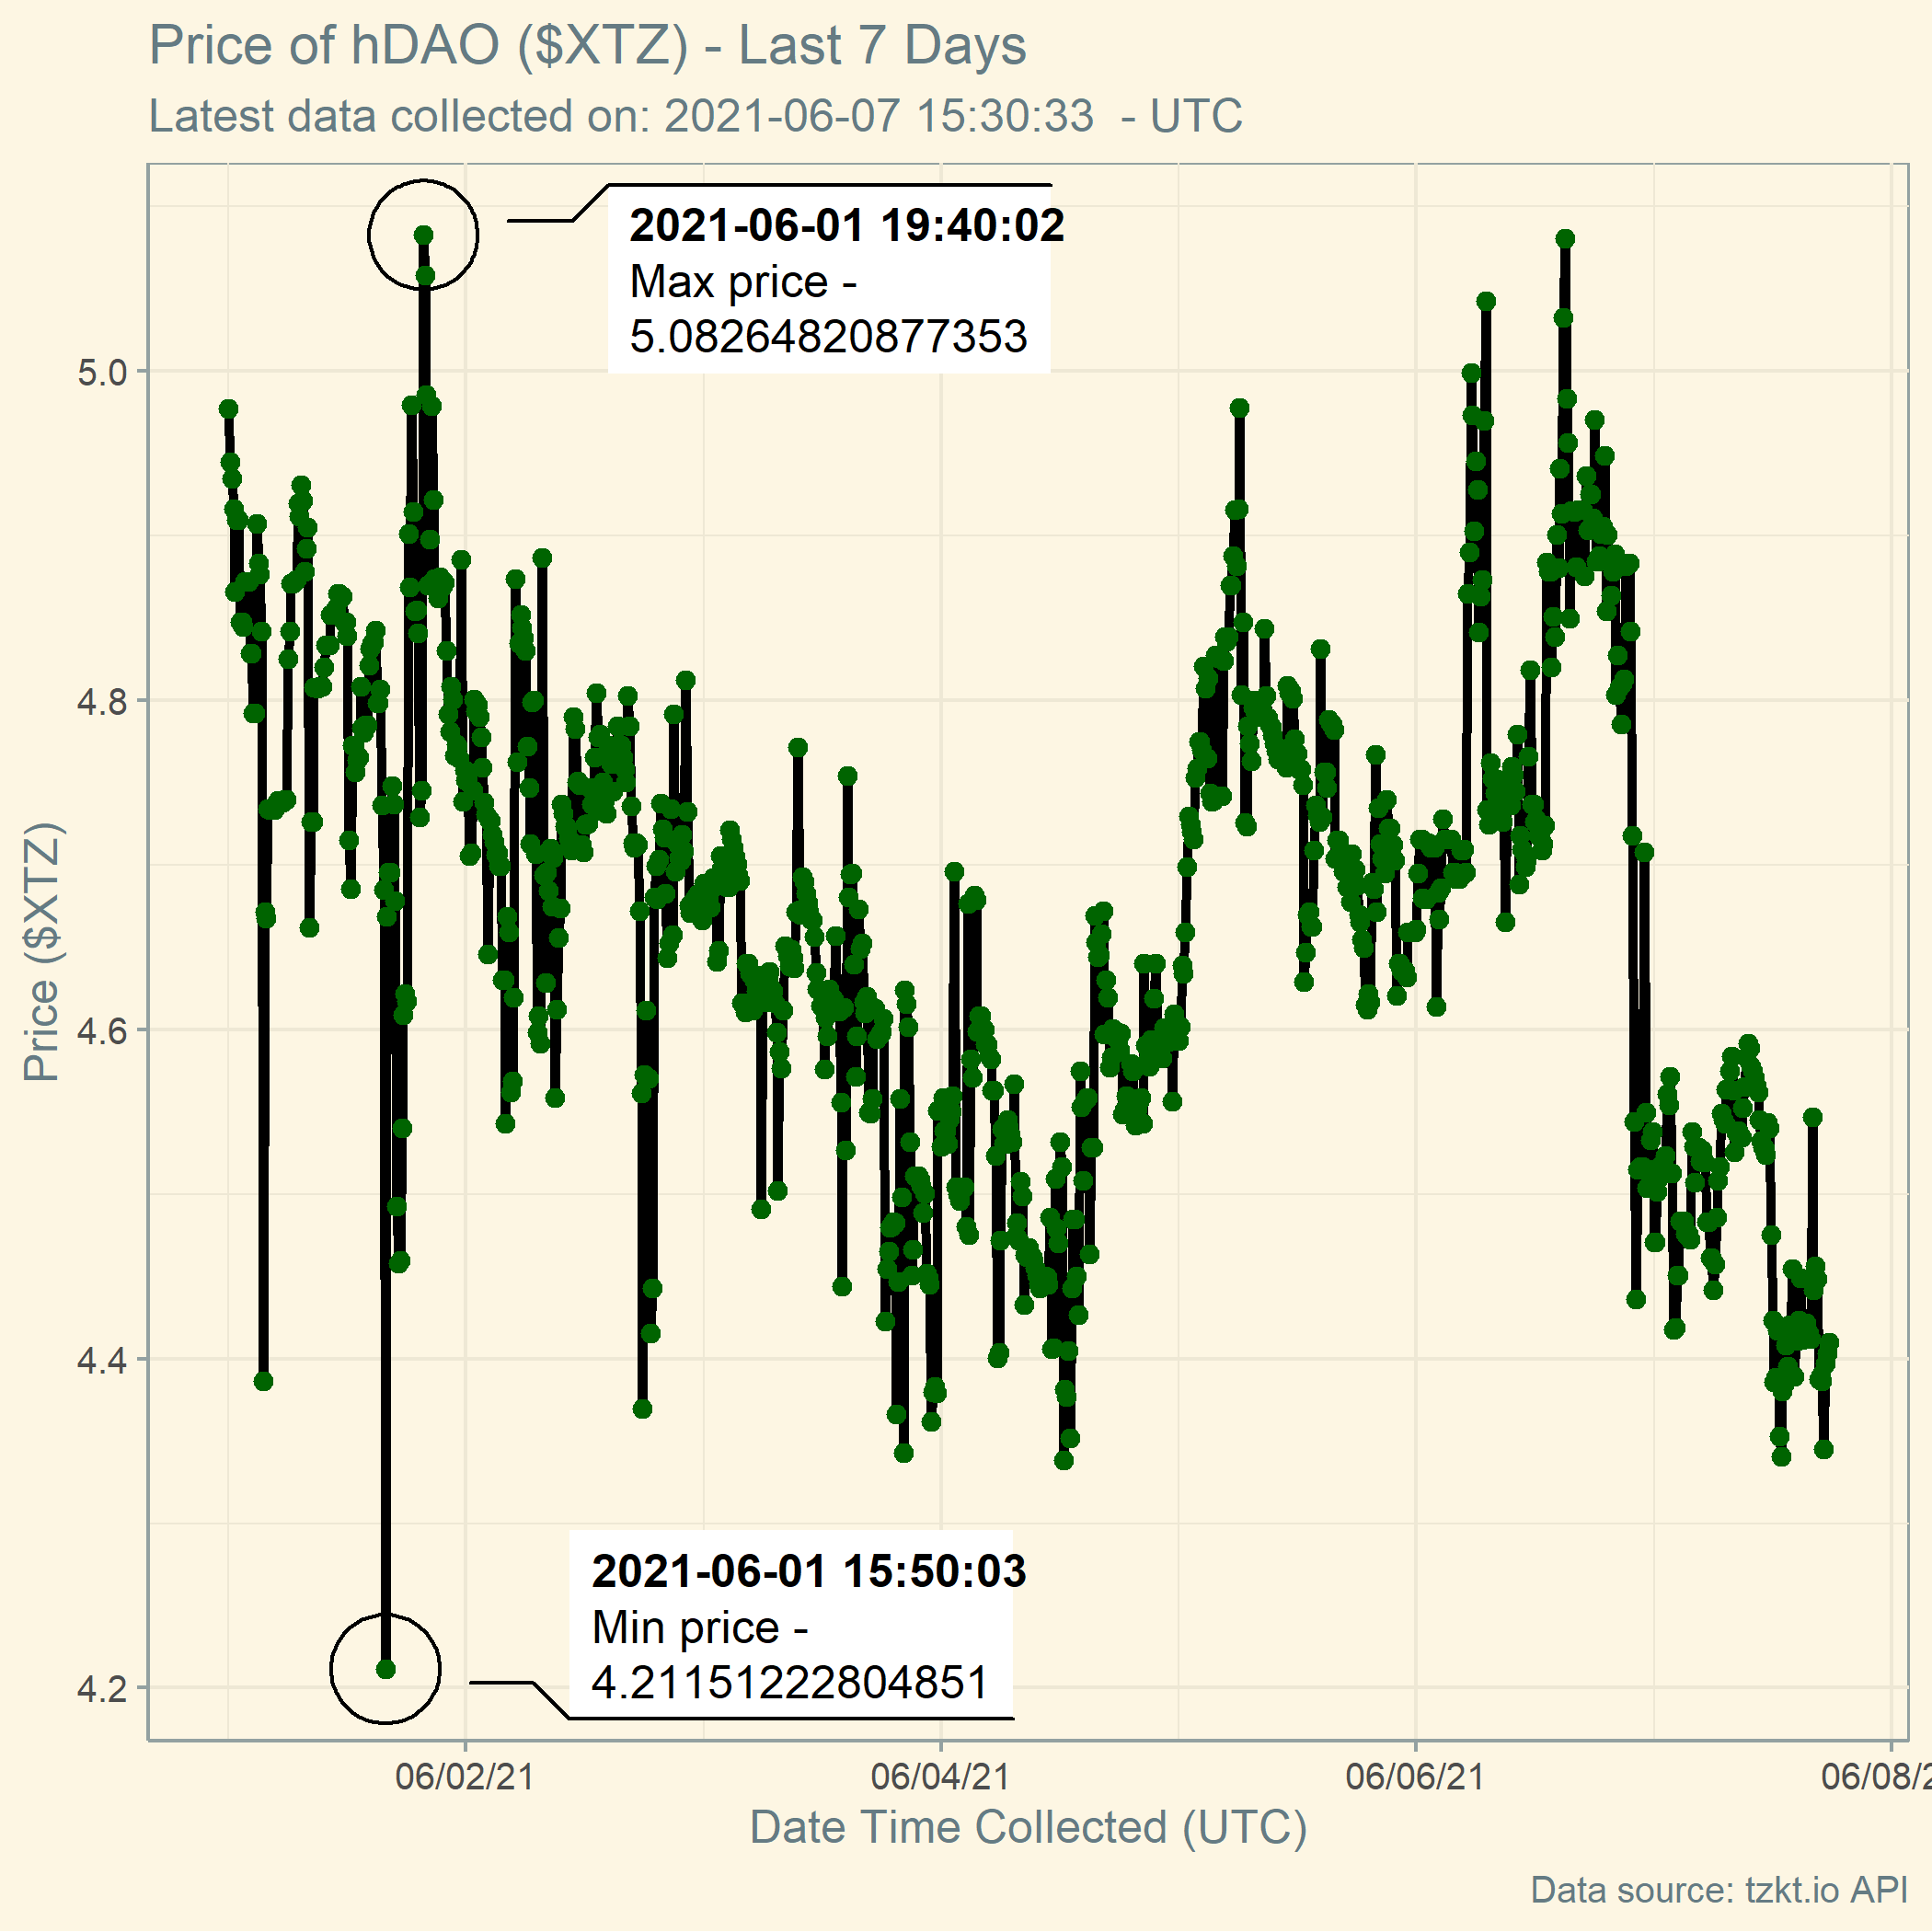 Price of hDAO ($XTZ) - Last 7 Days
Latest data collected on: 2021-06-07 15:30:33  - UTC
2021-06-01 19:40:02
Max price -
5.08264820877353
5.0
4.8
4.6
4.4
4.2
Price ($XTZ)
2021-06-01 15:50:03
Min price -
4.21151222804851
06/02/21
06/04/21
06/06/21
06/08/2
Date Time Collected (UTC)
Data source: tzkt.io API